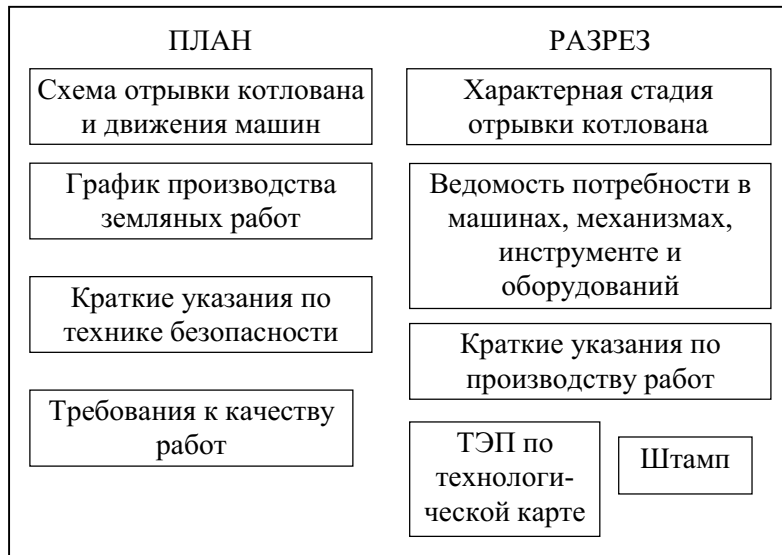 ПЛАН
Схема отрывки котлована
и движения машин
График производства
земляных работ
Краткие указания по
технике безопасности
Требования к качеству
работ
РАЗРЕЗ
Характерная стадия
отрывки котлована
Ведомость потребности в
машинах, механизмах,
инструменте и
оборудований
Краткие указания по
производству работ
ТЭП по
технологи-
ческой карте
Штамп